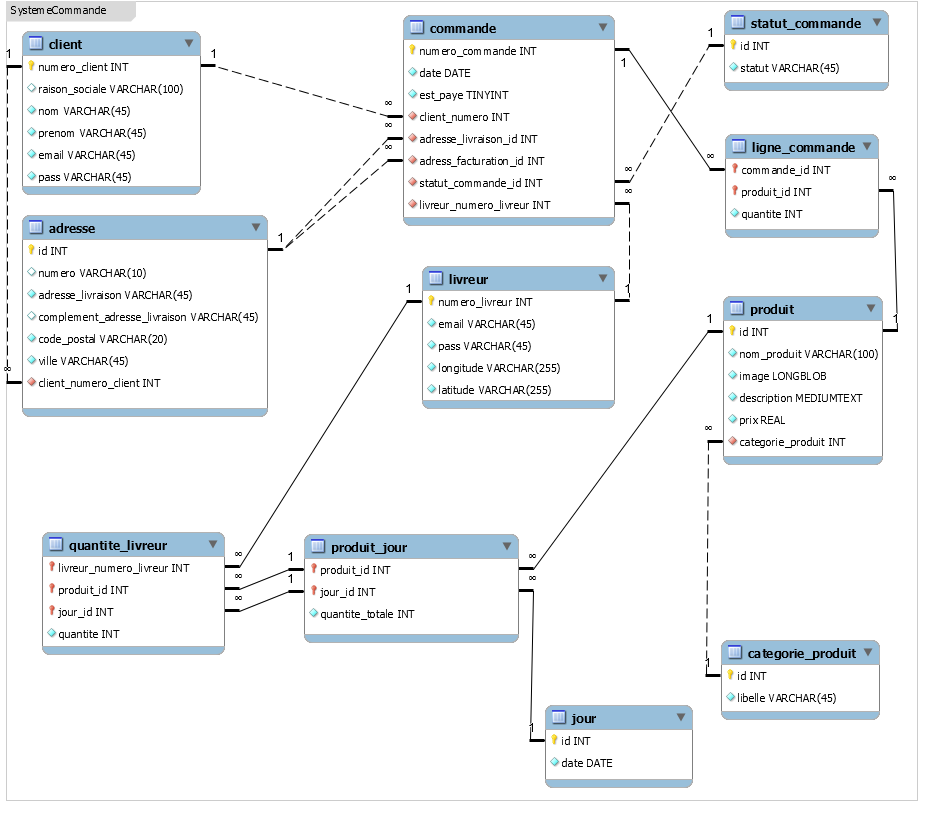 SystemeCommande
client
numero_client INT
raison_sociale VARCHAR(100)
nom VARCHAR(45)
prenom VARCHAR(45)
email VARCHAR(45)
pass VARCHAR(45)
1
1
∞
adresse
id INT
numero VARCHAR(10)
adresse_livraison VARCHAR(45)
complement_adresse_livraison VARCHAR(45)
code_postal VARCHAR(20)
ville VARCHAR(45)
client_numero_client INT
1
commande
numero_commande INT
date DATE
est_paye TINYINT
client_numero INT
adresse_livraison_id INT
adress_facturation_id INT
statut_commande_id INT
livreur_numero_livreur INT
∞
∞
∞
1
∞
∞
statut_commande
id INT
statut VARCHAR(45)
1
ligne_commande
commande_id INT
produit_id INT
quantite INT
∞
∞
livreur
numero_livreur INT
email VARCHAR(45)
pass VARCHAR(45)
longitude VARCHAR(255)
latitude VARCHAR(255)
1
1
produit
id INT
nom_produit VARCHAR(100)
image LONGBLOB
description MEDIUMTEXT
prix REAL
categorie_produit INT
1
1
∞
quantite_livreur
livreur_numero_livreur INT
produit_id INT
jour_id INT
quantite INT
∞
∞
∞
produit_jour
produit_id INT
jour_id INT
quantite_totale INT
1
1
∞
∞
categorie_produit
id INT
libelle VARCHAR(45)
1
jour
id INT
date DATE
1